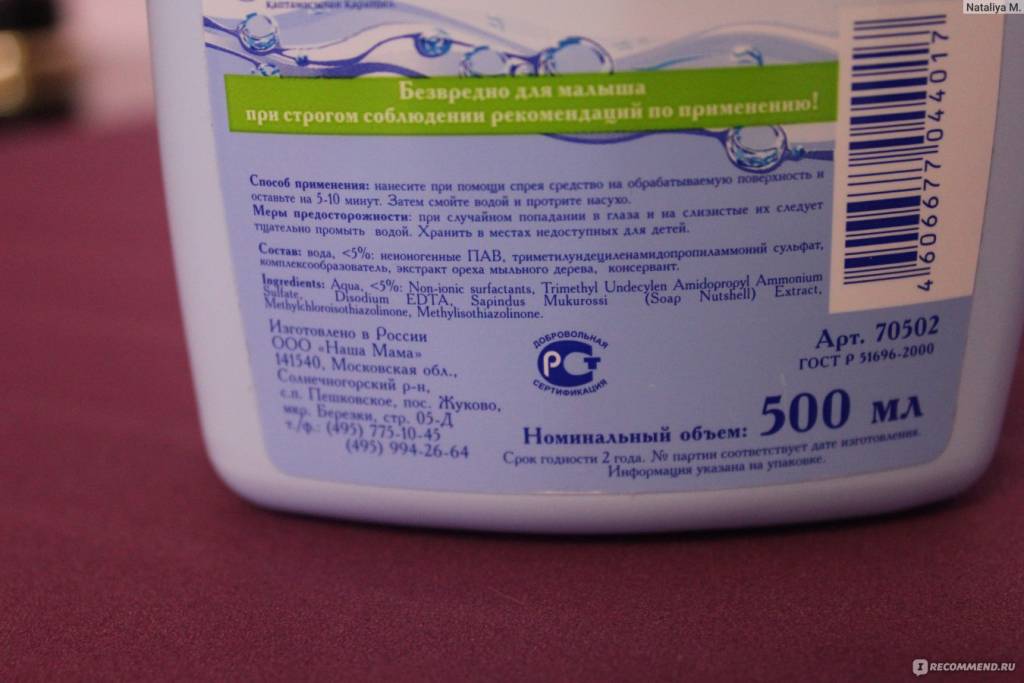 Nataliya M.
Безвредно для малыша
при строгом соблюдении рекомендаций по применению!
Способ применения: нанесите при помощи спрея средство на обрабатываемую поверхность и
оставьте на 5-10 минут. Затем смойте водой и протрите насухо.
Меры предосторожности: при случайном попадании в глаза и на слизистые их следует
тщательно промыть водой. Хранить в местах недоступных для детей.
Состав: вода, <5%: неионогенные ПАВ, триметилундециленамидопропиламмоний сульфат,
комплексообразователь, экстракт ореха мыльного дерева, консервант.
Ingredients: Aqua, <5%: Non-ionic surfactants, Trimethyl Undecylen Amidopropyl Ammonium
Sulfate, Disodium EDTA, Sapindus Mukurossi (Soap Nutshell) Extract,
Methylchloroisothiazolinone, Methylisothiazolinone.
Изготовлено в России
ООО «Наша Мама»
141540, Московская обл.,
Солнечногорский р-н,
с.п. Пешковское, пос. Жуково,
мкр. Березки, стр. 05-Д
т./ф.: (495) 775-10-45
(495) 994-26-64
ДОБРОВОЛЬНАЯ
РСТ
СЕРТИФИКАЦИЯ
4 606677 044017
Арт. 70502
ГОСТ Р 51696-2000
Номинальный объем: 500 мл
Срок годности 2 года. № партии соответствует дате изготовления.
Информация указана на упаковке.
IRECOMMEND.RU